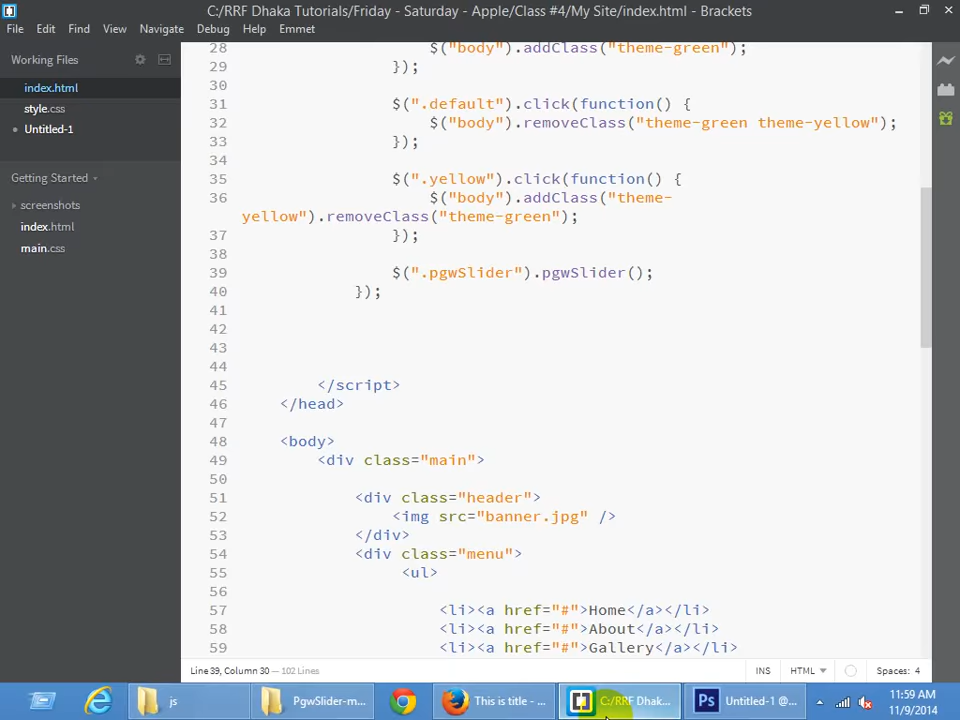 C:/RRF Dhaka Tutorials/Friday - Saturday - Apple/Class #4/My Site/index.html - Brackets
File Edit Find View Navigate Debug Help Emmet
Working Files
index.html
style.css
Untitled-1
Getting Started
screenshots
index.html
main.css
28 $("body").addClass("theme-green");
29 });
30
31 $(".default").click(function() {
32 $("body").removeClass("theme-green theme-yellow");
33 });
34
35 $(".yellow").click(function() {
36 $("body").addClass("theme-
yellow").removeClass("theme-green");
37 });
38
39 $(".pgwSlider").pgwSlider();
40 });
41
42
43
44
45 </script>
46 </head>
47
48 <body>
49 <div class="main">
50
51 <div class="header">
52 <img src="banner.jpg" />
53 </div>
54 <div class="menu">
55 <ul>
56
57 <li><a href="#">Home</a></li>
58 <li><a href="#">About</a></li>
59 <li><a href="#">Gallery</a></li>
Line 39, Column 30 — 102 Lines
INS HTML Spaces: 4
js
PgwSlider-m...
This is title - ...
C:/RRF Dhak...
Ps Untitled-1 @...
11:59 AM
11/9/2014